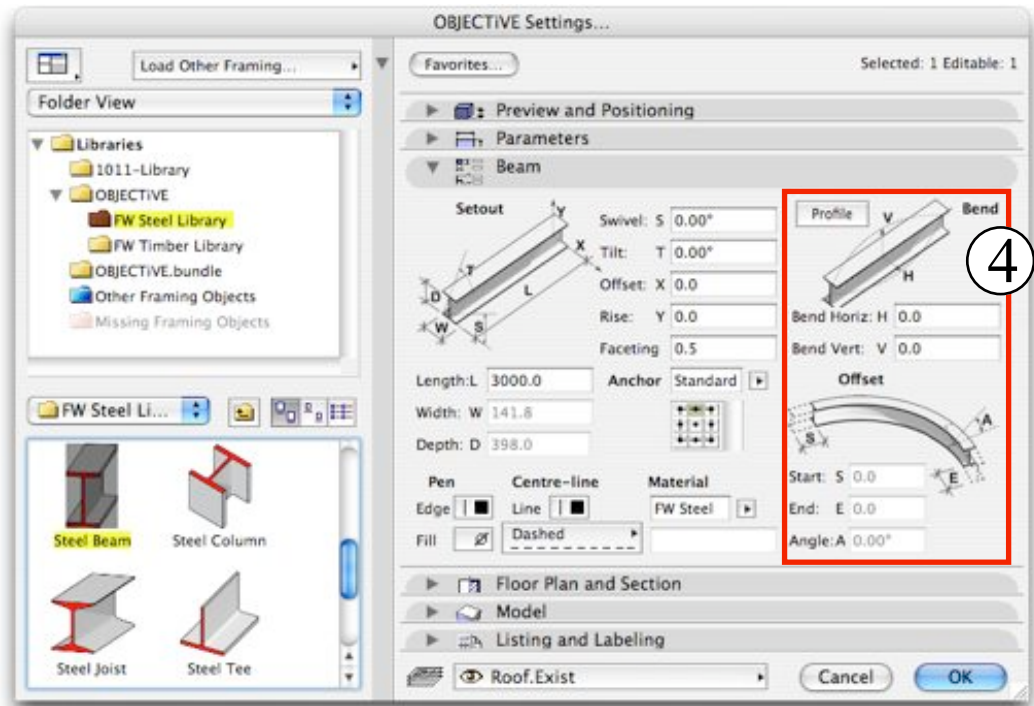 OBJECTiVE Settings...
Load Other Framing...
Folder View
Libraries
1011-Library
OBJECTiVE
FW Steel Library
FW Timber Library
OBJECTiVE.bundle
Other Framing Objects
Missing Framing Objects
FW Steel Li...
Steel Beam
Steel Column
Steel Joist
Steel Tee
Favorites...
Selected: 1 Editable: 1
Preview and Positioning
Parameters
Beam
Setout
Y
X
T
L
D
W
S
Swivel: S 0.00°
Tilt: T 0.00°
Offset: X 0.0
Rise: Y 0.0
Faceting 0.5
Length:L 3000.0
Width: W 141.8
Depth: D 398.0
Anchor Standard
Pen
Centre-line
Material
Edge
Line
FW Steel
Fill
Dashed
Profile
Bend
V
H
4
Bend Horiz: H 0.0
Bend Vert: V 0.0
Offset
A
S
E
Start: S 0.0
End: E 0.0
Angle:A 0.00°
Floor Plan and Section
Model
Listing and Labeling
Roof.Exist
Cancel
OK